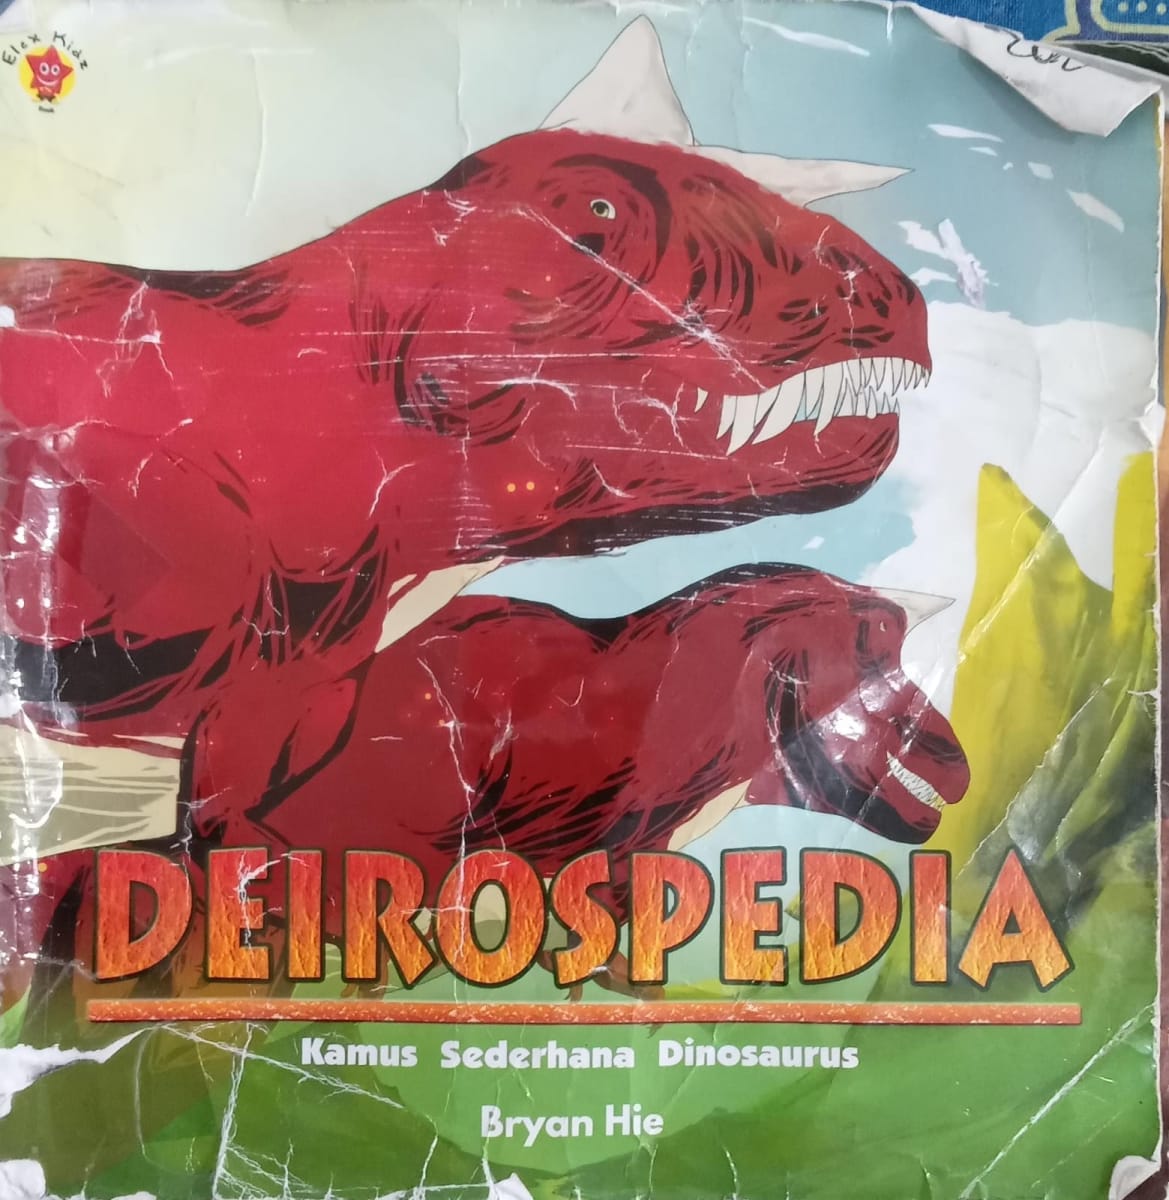 Elex Kidz
DEIROSPEDIA
Kamus Sederhana Dinosaurus
Bryan Hie